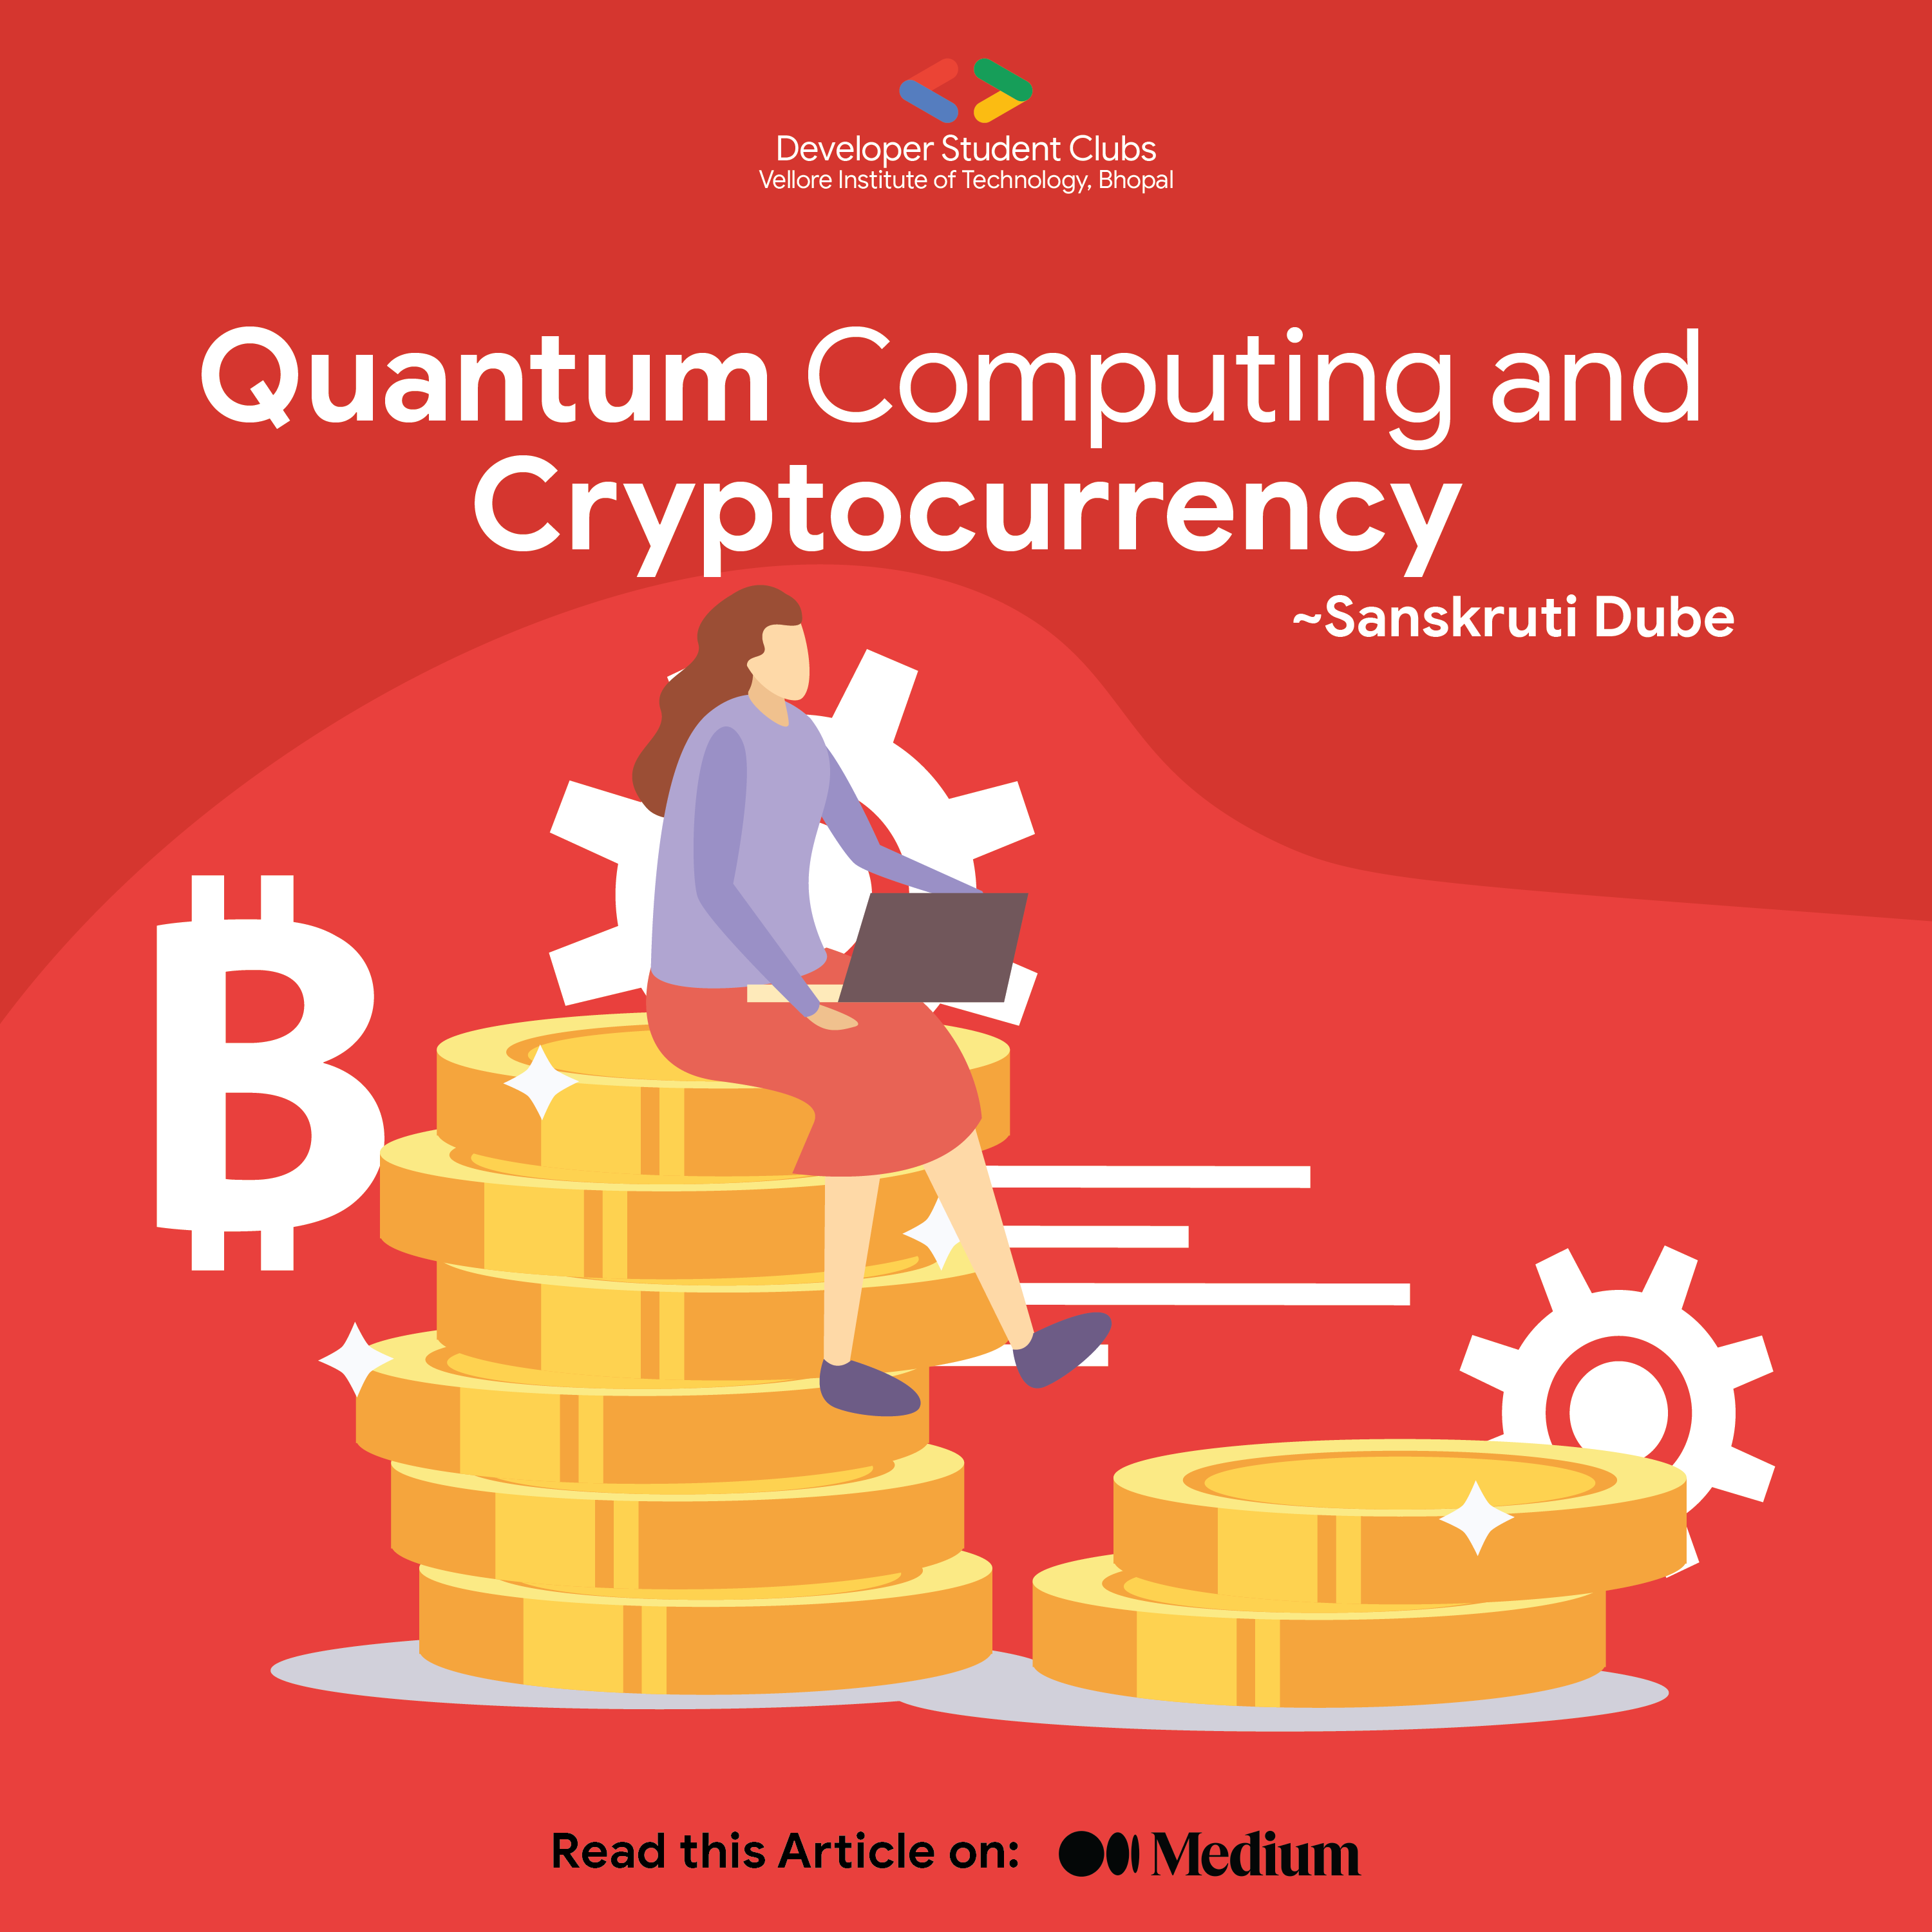 Developer Student Clubs
Vellore Institute of Technology, Bhopal
Quantum Computing and
Cryptocurrency
~Sanskruti Dube
Read this Article on: Medium